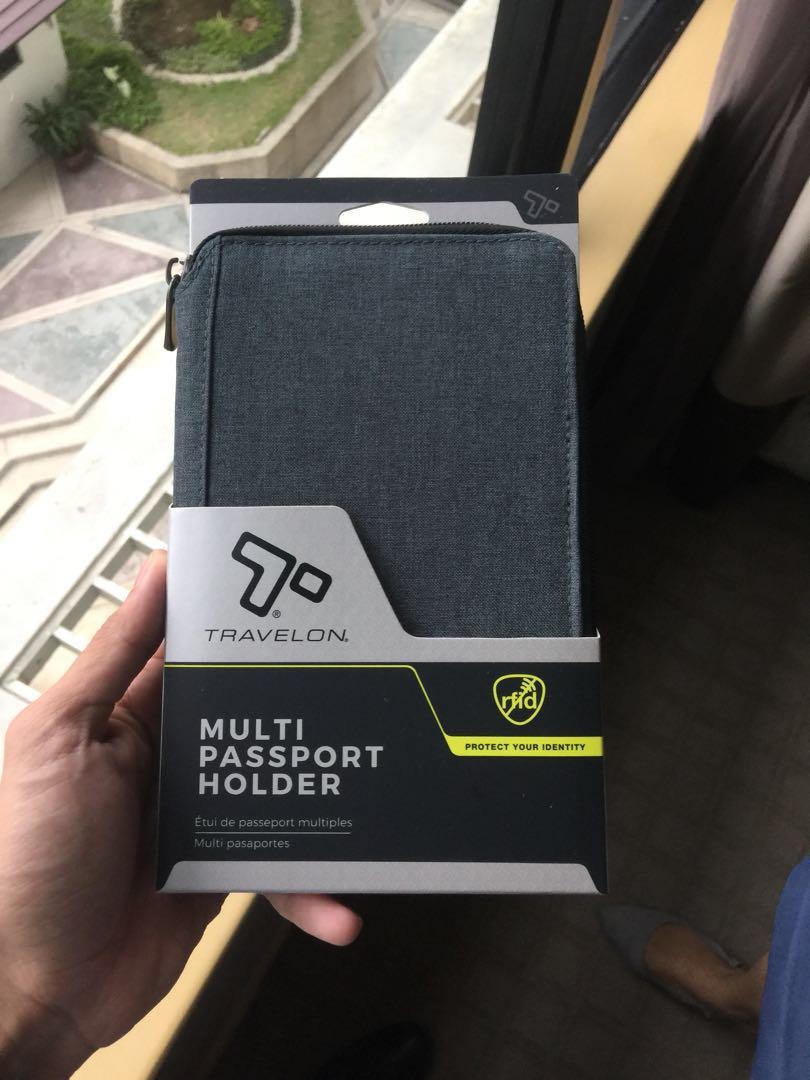 TRAVELON®
rfid
PROTECT YOUR IDENTITY
MULTI
PASSPORT
HOLDER
Étui de passeport multiples
Multi pasaportes